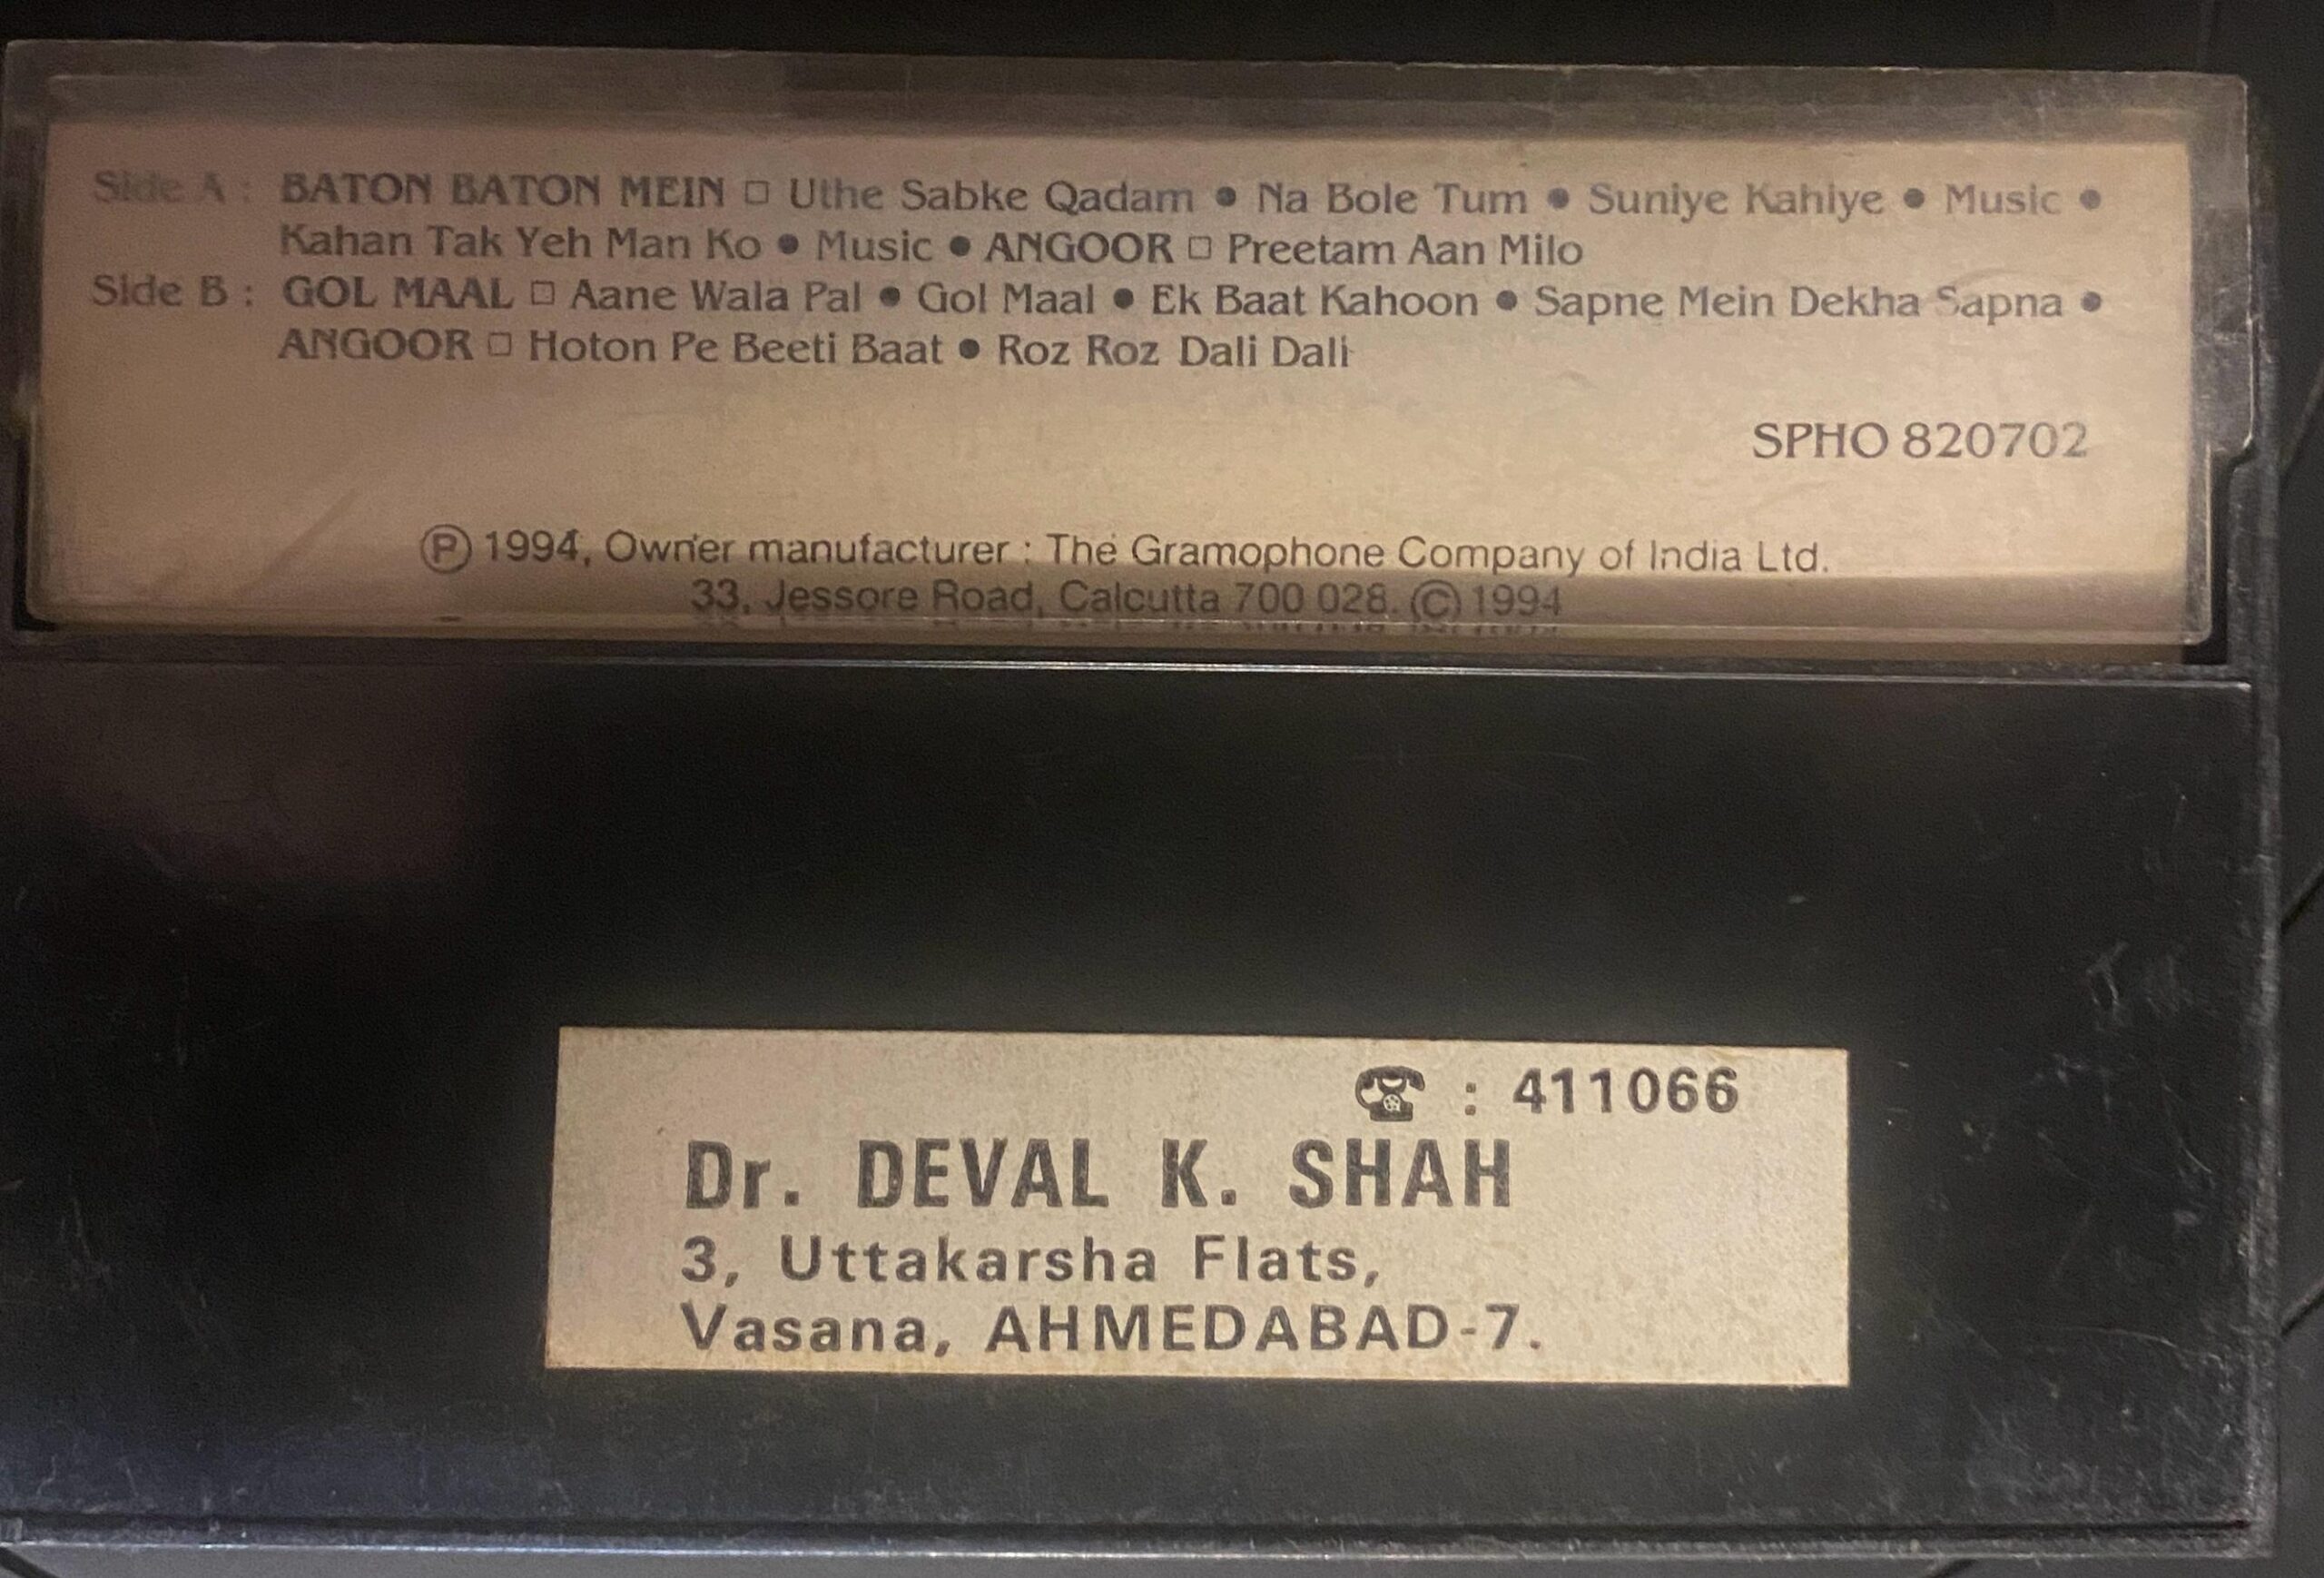 Side A : BATON BATON MEIN □ Uthe Sabke Qadam ● Na Bole Tum ● Suniye Kahiye ● Music ●
Kahan Tak Yeh Man Ko ● Music ● ANGOOR □ Preetam Aan Milo
Side B : GOL MAAL □ Aane Wala Pal ● Gol Maal ● Ek Baat Kahoon ● Sapne Mein Dekha Sapna ●
ANGOOR □ Hoton Pe Beeti Baat ● Roz Roz Dali Dali
SPHO 820702
Ⓟ 1994, Owner manufacturer : The Gramophone Company of India Ltd.
33, Jessore Road, Calcutta 700 028. © 1994
☎ : 411066
Dr. DEVAL K. SHAH
3, Uttakarsha Flats,
Vasana, AHMEDABAD-7.